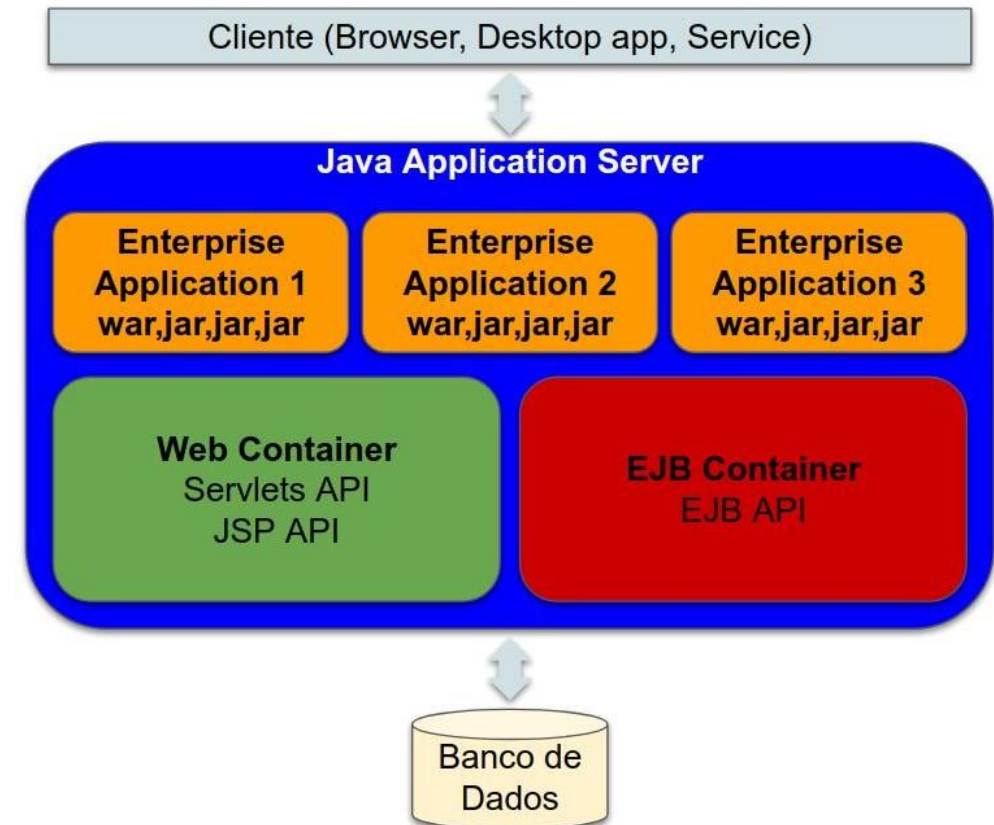 Cliente (Browser, Desktop app, Service)
Java Application Server
Enterprise
Application 1
war,jar,jar,jar
Enterprise
Application 2
war,jar,jar,jar
Enterprise
Application 3
war,jar,jar,jar
Web Container
Servlets API
JSP API
EJB Container
EJB API
Banco de
Dados